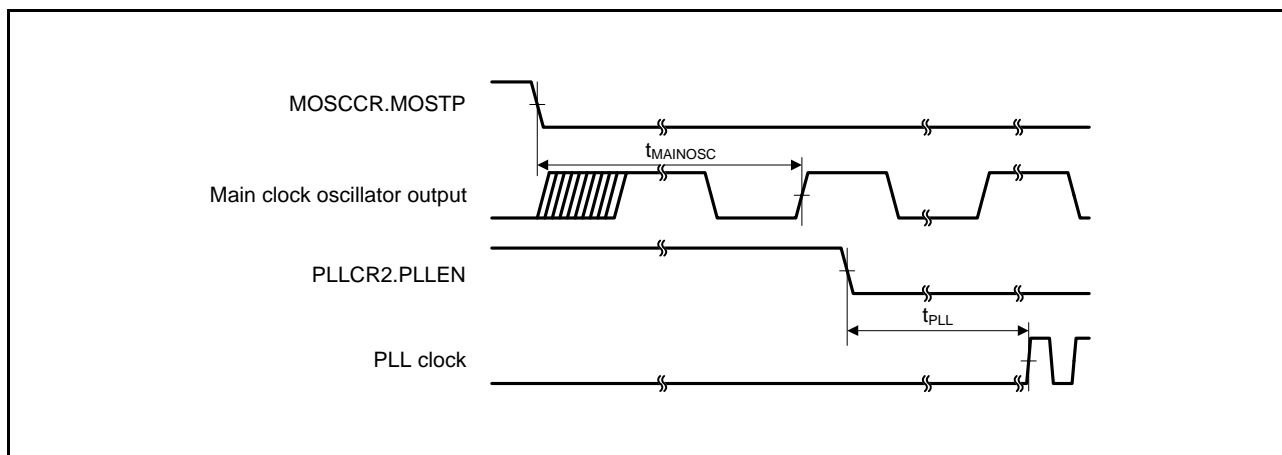 MOSCCR.MOSTP
tMAINOSC
Main clock oscillator output
PLLCR2.PLLEN
tPLL
PLL clock